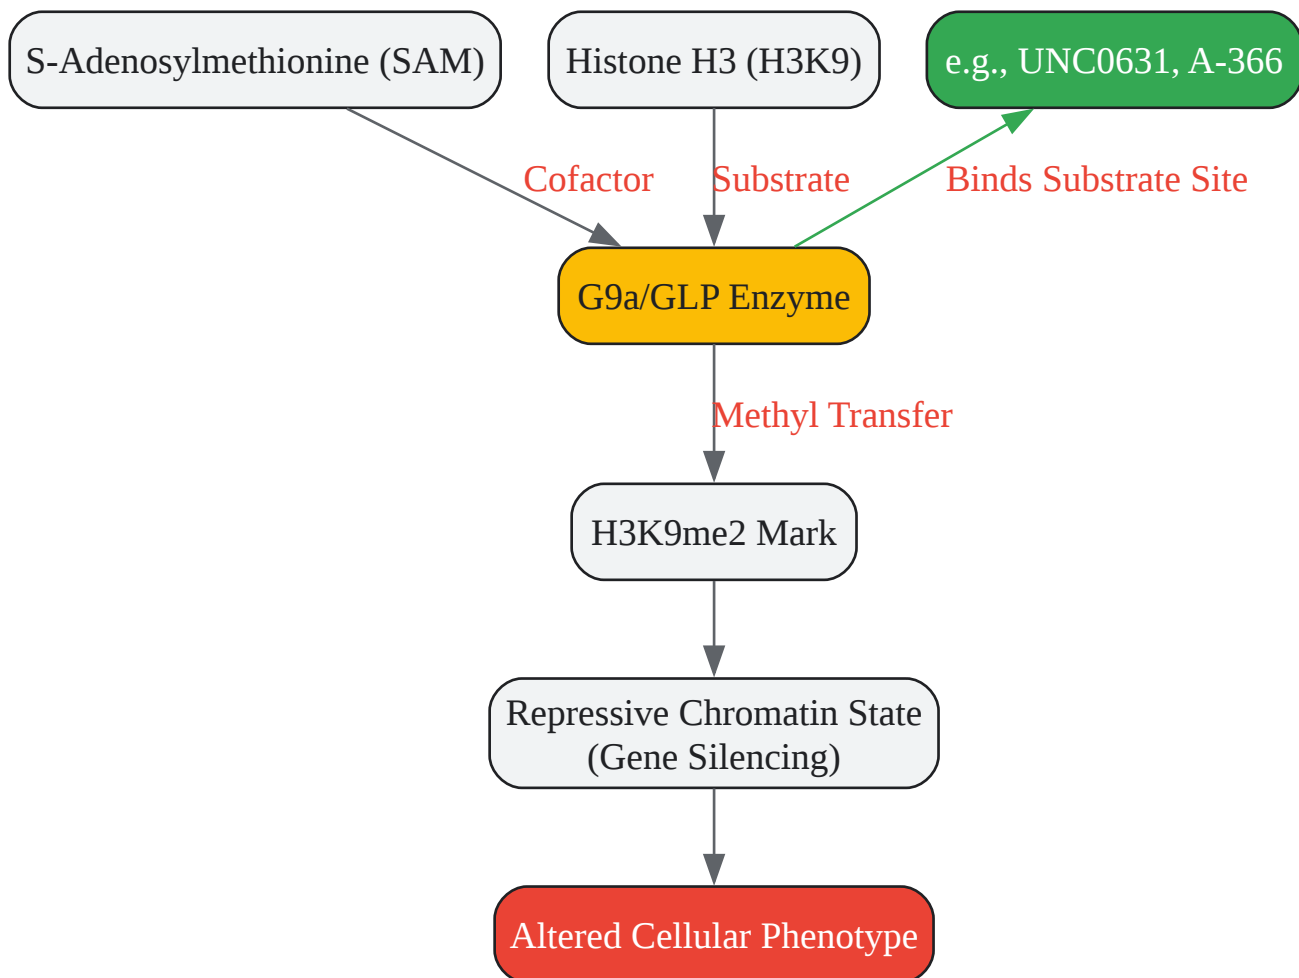 S-Adenosylmethionine (SAM)
Histone H3 (H3K9)
e.g., UNC0631, A-366
Cofactor
Substrate
Binds Substrate Site
G9a/GLP Enzyme
Methyl Transfer
H3K9me2 Mark
Repressive Chromatin State
(Gene Silencing)
Altered Cellular Phenotype